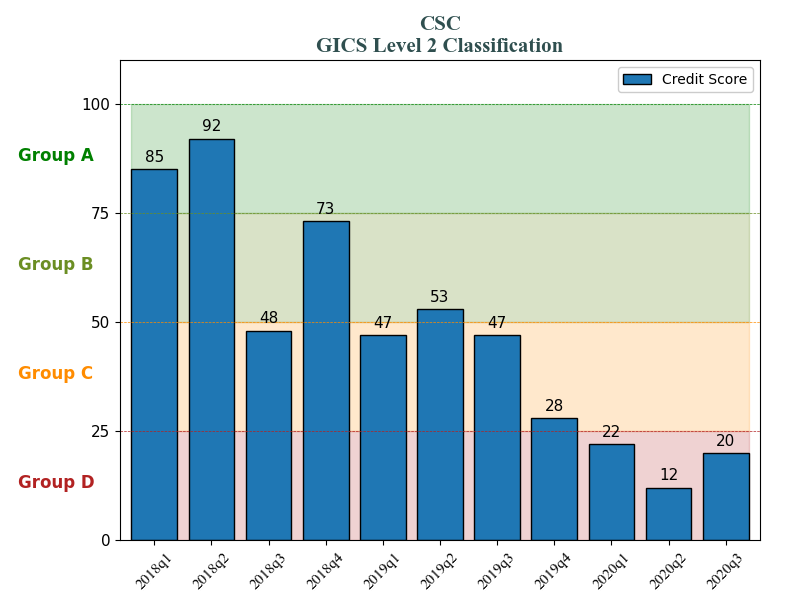 CSC
GICS Level 2 Classification
Credit Score
100
Group A
92
85
75
73
Group B
53
50
48
47
47
Group C
28
25
22
20
12
Group D
0
2018q1
2018q2
2018q3
2018q4
2019q1
2019q2
2019q3
2019q4
2020q1
2020q2
2020q3